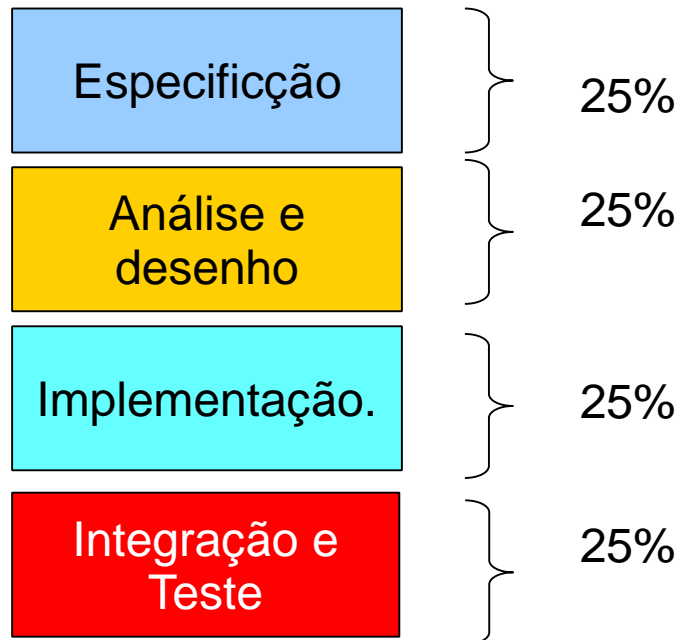 Especificção
25%
Análise e
desenho
25%
Implementação.
25%
Integração e
Teste
25%